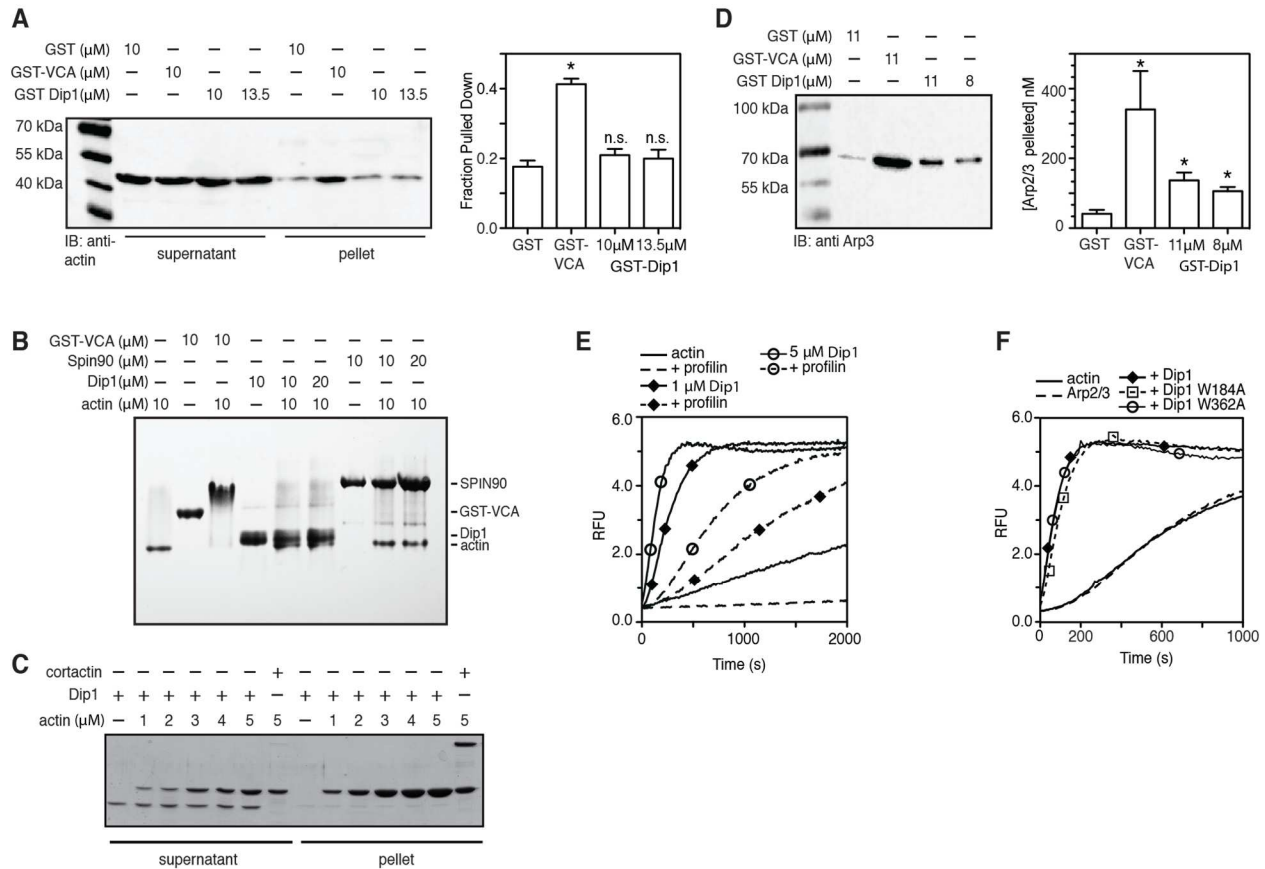 A
GST (µM) 10 – – – 10 – – –
GST-VCA (µM) – 10 – – – 10 – –
GST Dip1(µM) – – 10 13.5 – – 10 13.5
70 kDa
55 kDa
40 kDa
IB: anti-
actin
supernatant
pellet
Fraction Pulled Down
0.4
0.2
0.0
*
n.s.
n.s.
GST
GST-
VCA
10µM 13.5µM
GST-Dip1
D
GST (µM) 11 – – –
GST-VCA (µM) – 11 – –
GST Dip1(µM) – – 11 8
100 kDa
70 kDa
55 kDa
IB: anti Arp3
[Arp2/3 pelleted] nM
400
200
0
*
*
*
GST
GST-
VCA
11µM 8µM
GST-Dip1
B
GST-VCA (µM) – 10 10 – – – – – –
Spin90 (µM) – – – – – – 10 10 20
Dip1(µM) – – – 10 10 20 – – –
actin (µM) 10 – 10 – 10 10 – 10 10
SPIN90
GST-VCA
Dip1
actin
C
cortactin – – – – – – + – – – – – – +
Dip1 + + + + + + – + + + + + + –
actin (µM) – 1 2 3 4 5 5 – 1 2 3 4 5 5
supernatant
pellet
E
actin
+ profilin
1 µM Dip1
+ profilin
5 µM Dip1
+ profilin
RFU
6.0
4.0
2.0
0.0
0 1000 2000
Time (s)
F
actin
Arp2/3
+ Dip1
+ Dip1 W184A
+ Dip1 W362A
RFU
6.0
4.0
2.0
0.0
0 200 600 1000
Time (s)